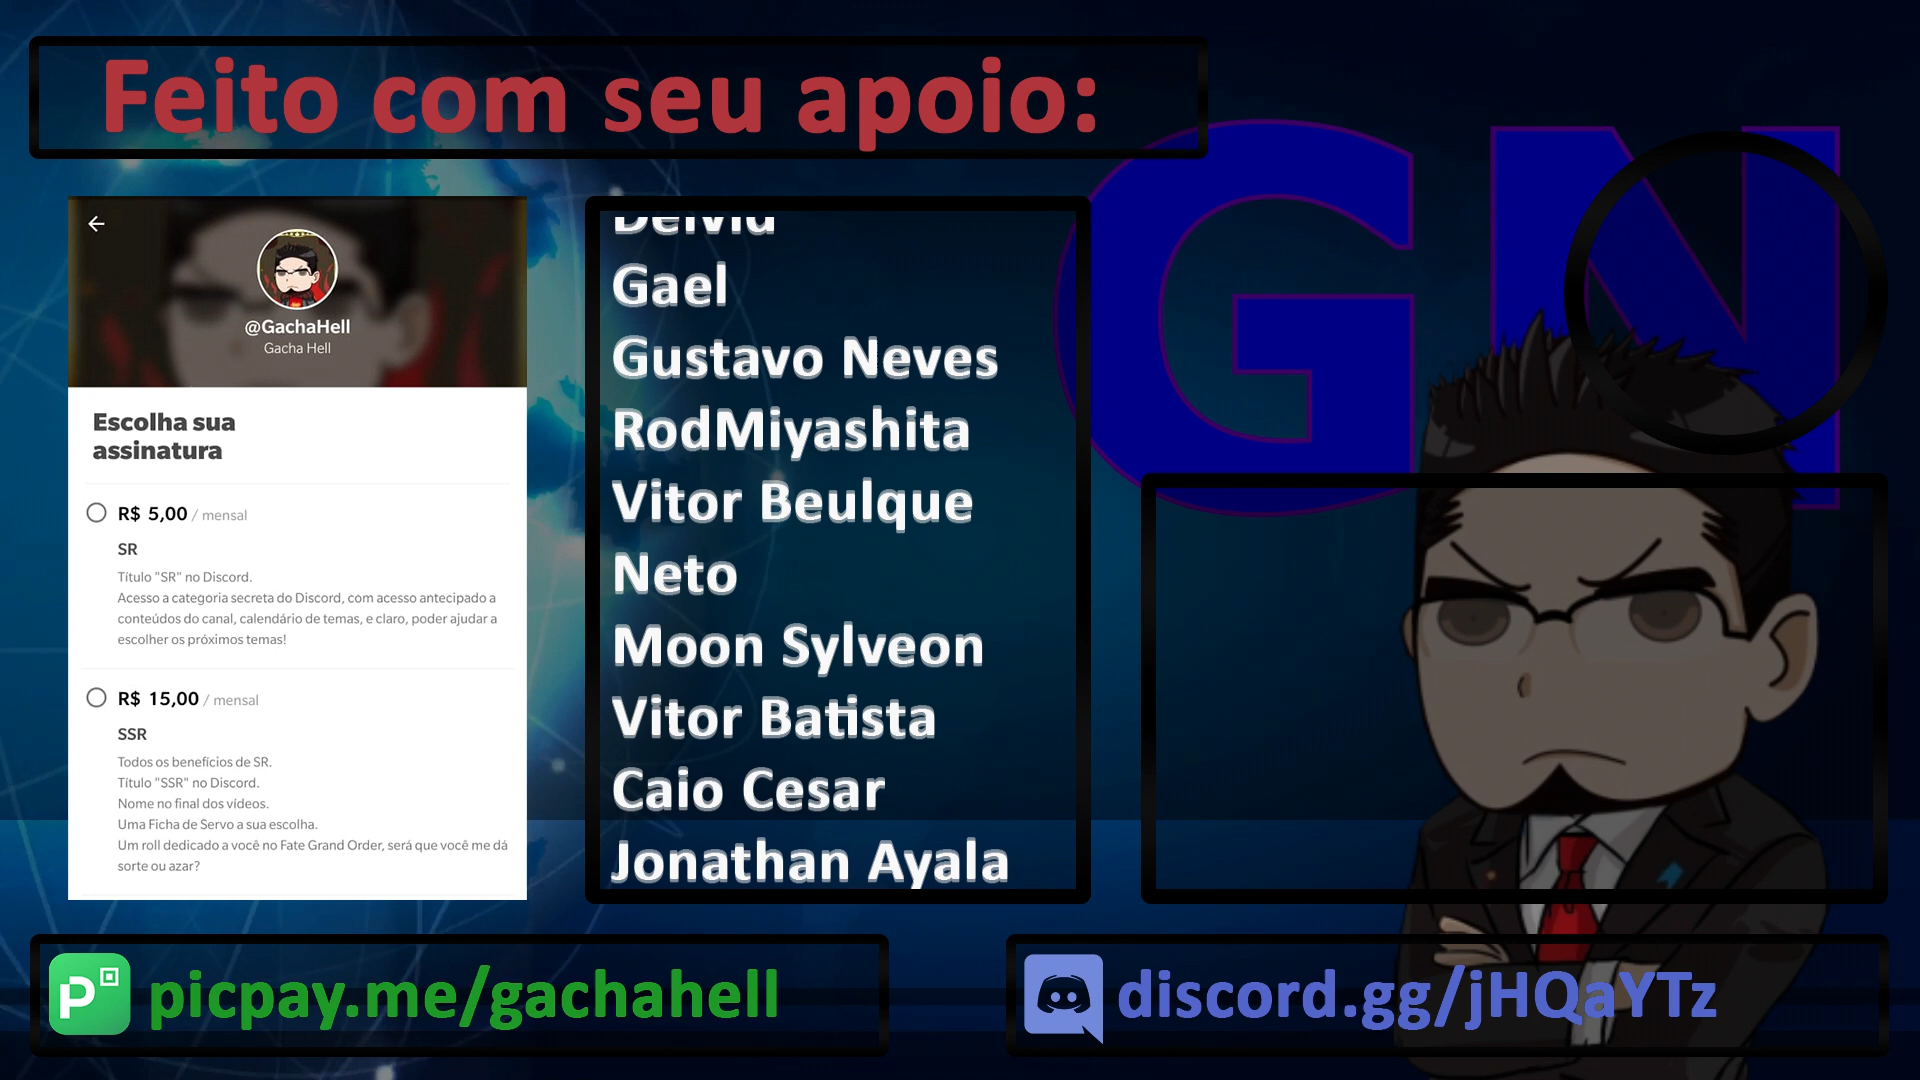 Feito com seu apoio:
GN
@GachaHell
Gacha Hell
Escolha sua
assinatura
R$ 5,00 / mensal
SR
Título "SR" no Discord.
Acesso a categoria secreta do Discord, com acesso antecipado a
conteúdos do canal, calendário de temas, e claro, poder ajudar a
escolher os próximos temas!
R$ 15,00 / mensal
SSR
Todos os benefícios de SR.
Título "SSR" no Discord.
Nome no final dos vídeos.
Uma Ficha de Servo a sua escolha.
Um roll dedicado a você no Fate Grand Order, será que você me dá
sorte ou azar?
Gael
Gustavo Neves
RodMiyashita
Vitor Beulque
Neto
Moon Sylveon
Vitor Batista
Caio Cesar
Jonathan Ayala
picpay.me/gachahell
discord.gg/jHQaYTz